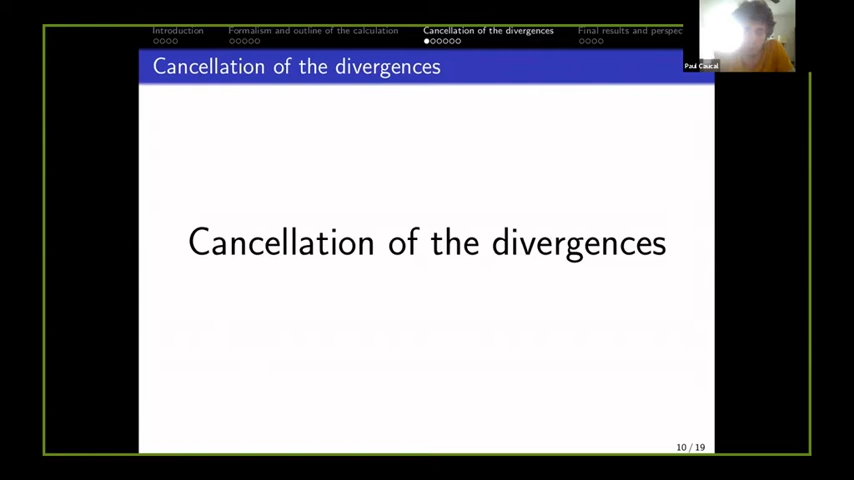 Introduction
Formalism and outline of the calculation
Cancellation of the divergences
Final results and perspec
Paul Caucal
Cancellation of the divergences
Cancellation of the divergences
10 / 19